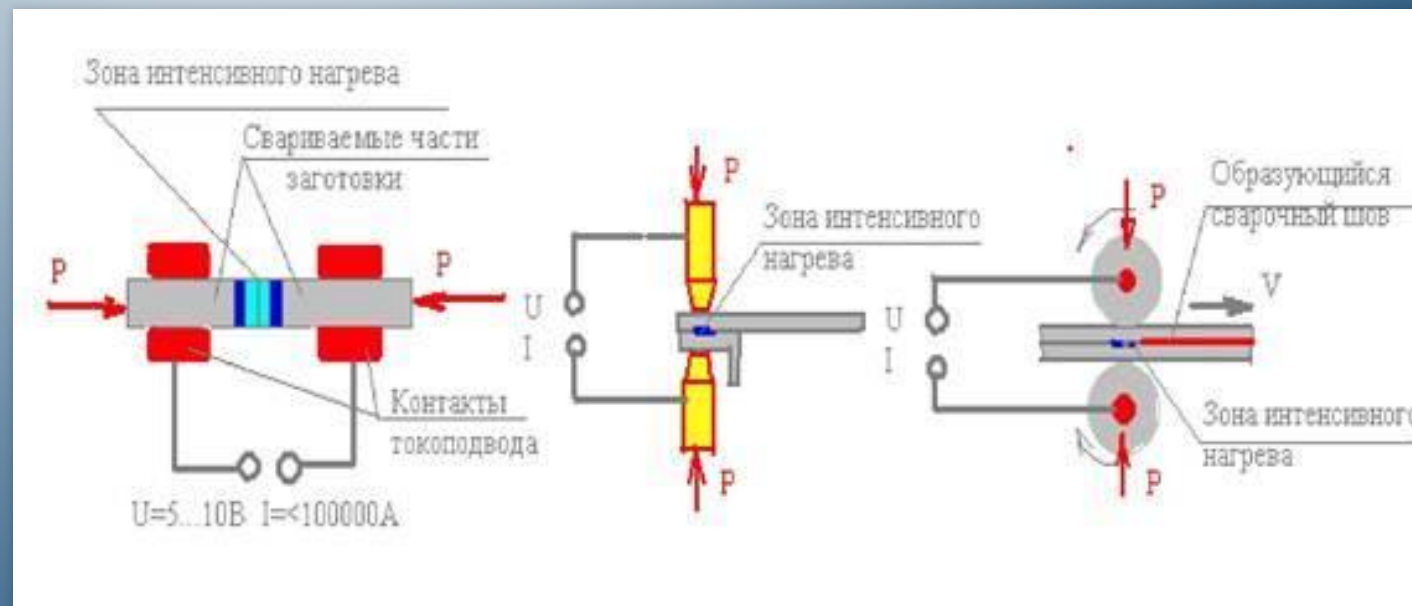 Зона интенсивного нагрева
Свариваемые части
заготовки
P
P
Контакты
токоподвода
U=5...10В I=<100000А
P
Зона интенсивного
нагрева
U
I
P
P
Образующийся
сварочный шов
V
U
I
Зона интенсивного
нагрева
P